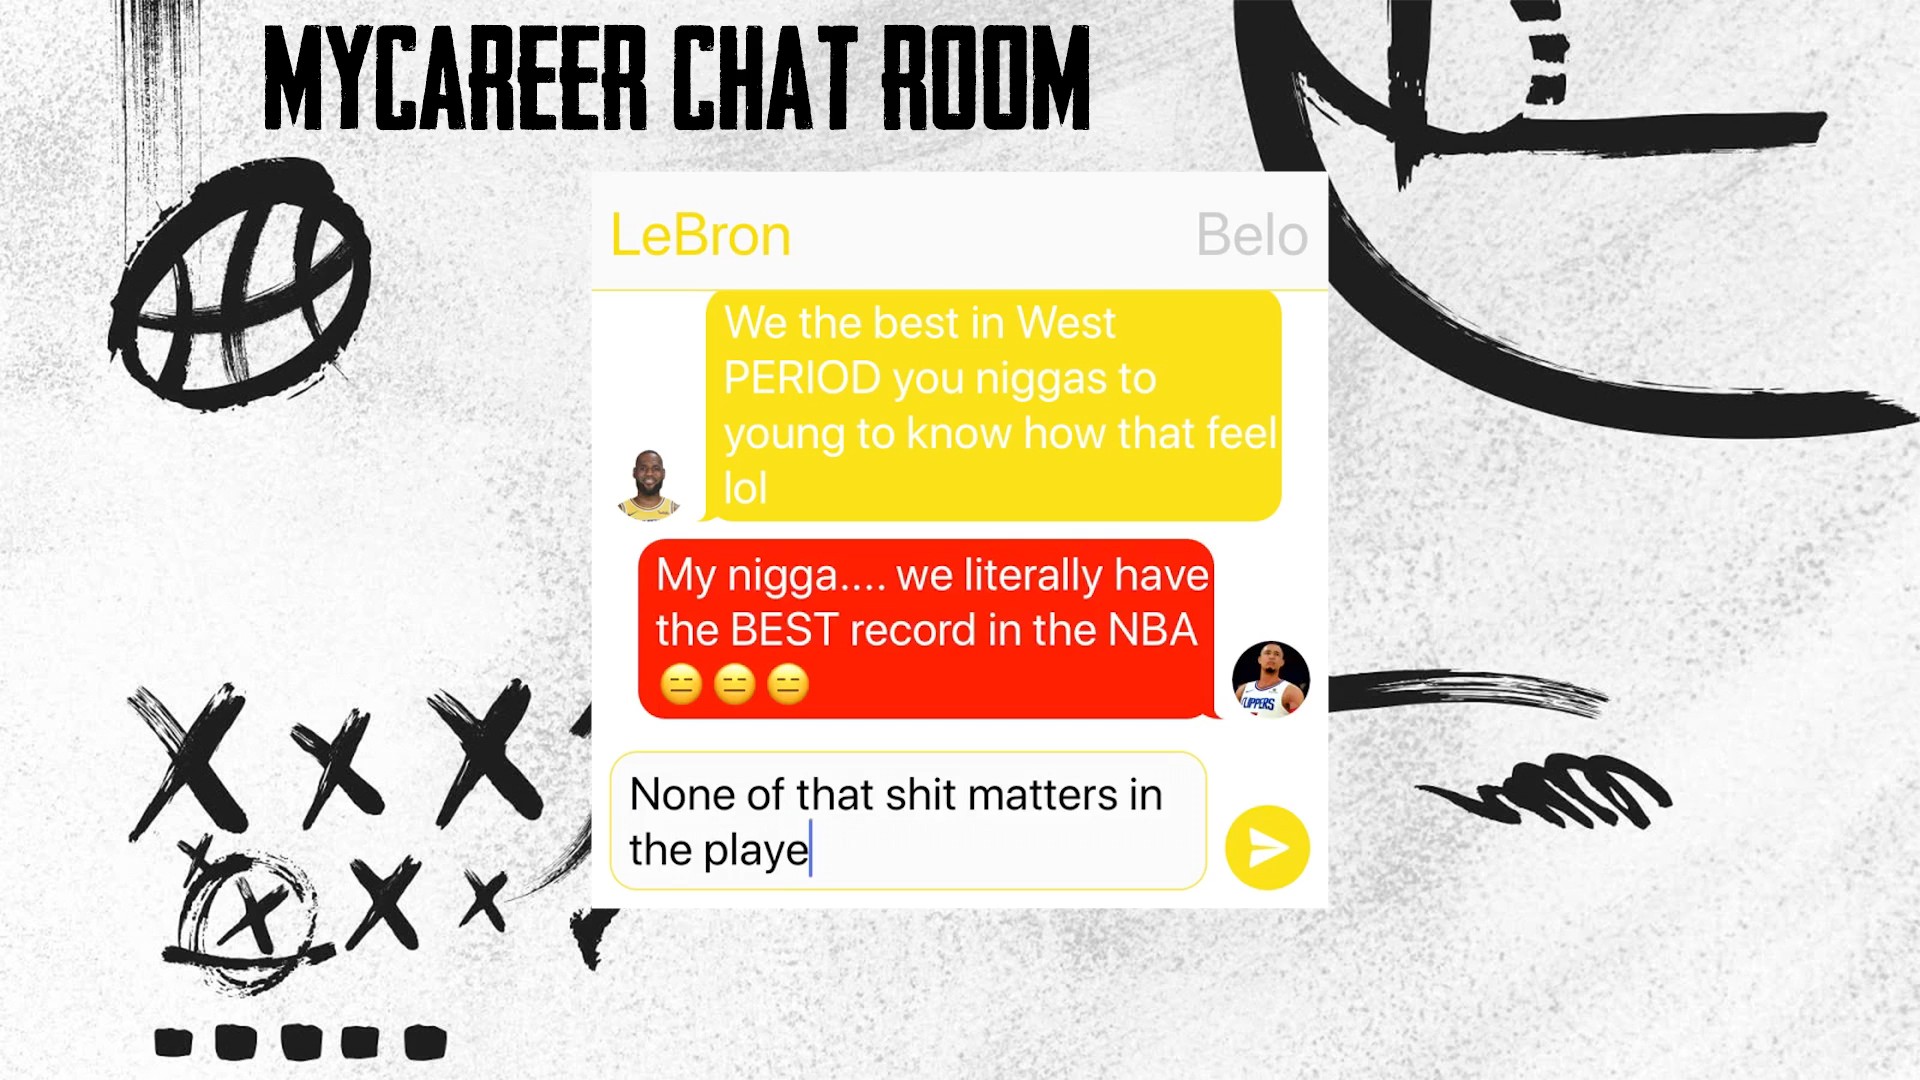 MYCAREER CHAT ROOM
LeBron
Belo
We the best in West
PERIOD you niggas to
young to know how that feel
lol
My nigga.... we literally have
the BEST record in the NBA
😑 😑 😑
CLIPPERS
None of that shit matters in
the playe